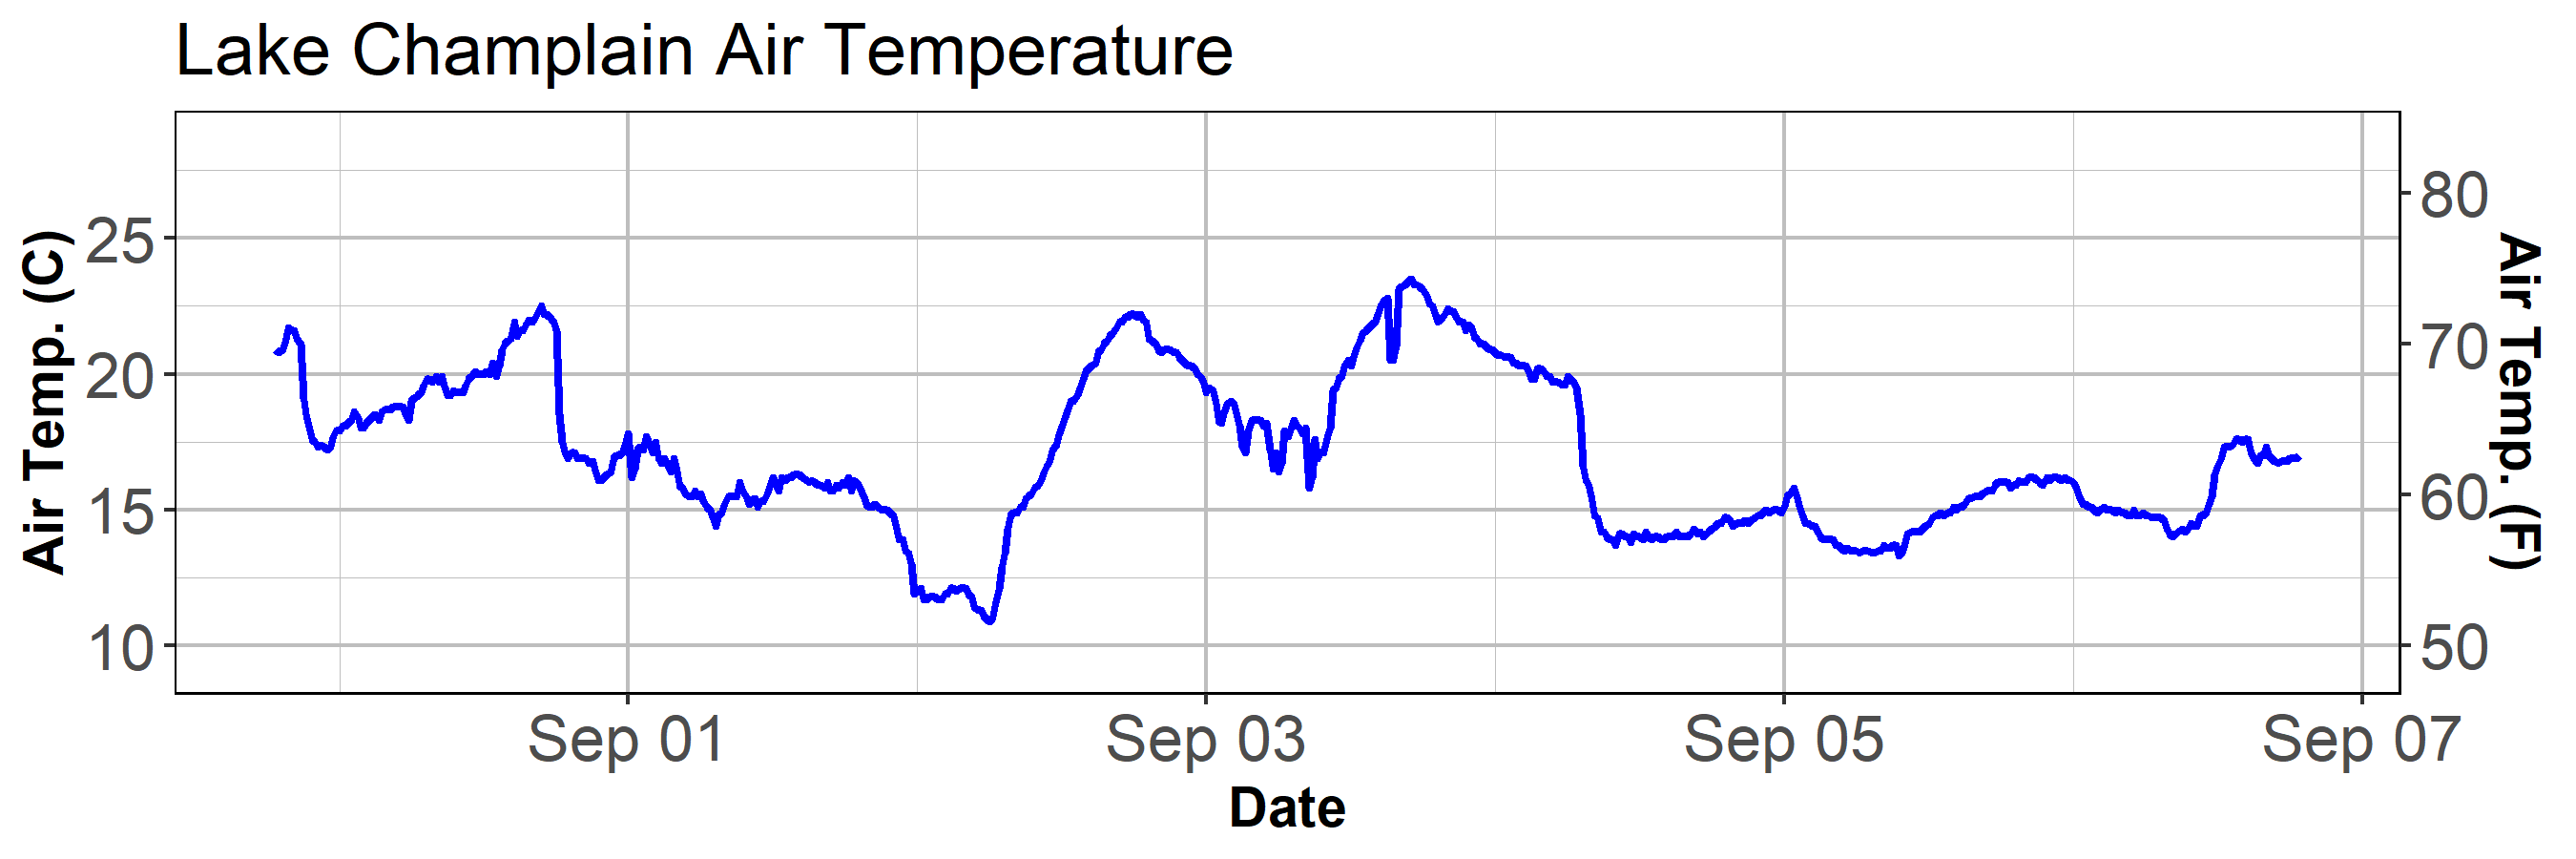 Lake Champlain Air Temperature
Air Temp. (C)
25
20
15
10
80
70
60
50
Air Temp. (F)
Sep 01 Sep 03 Sep 05 Sep 07
Date